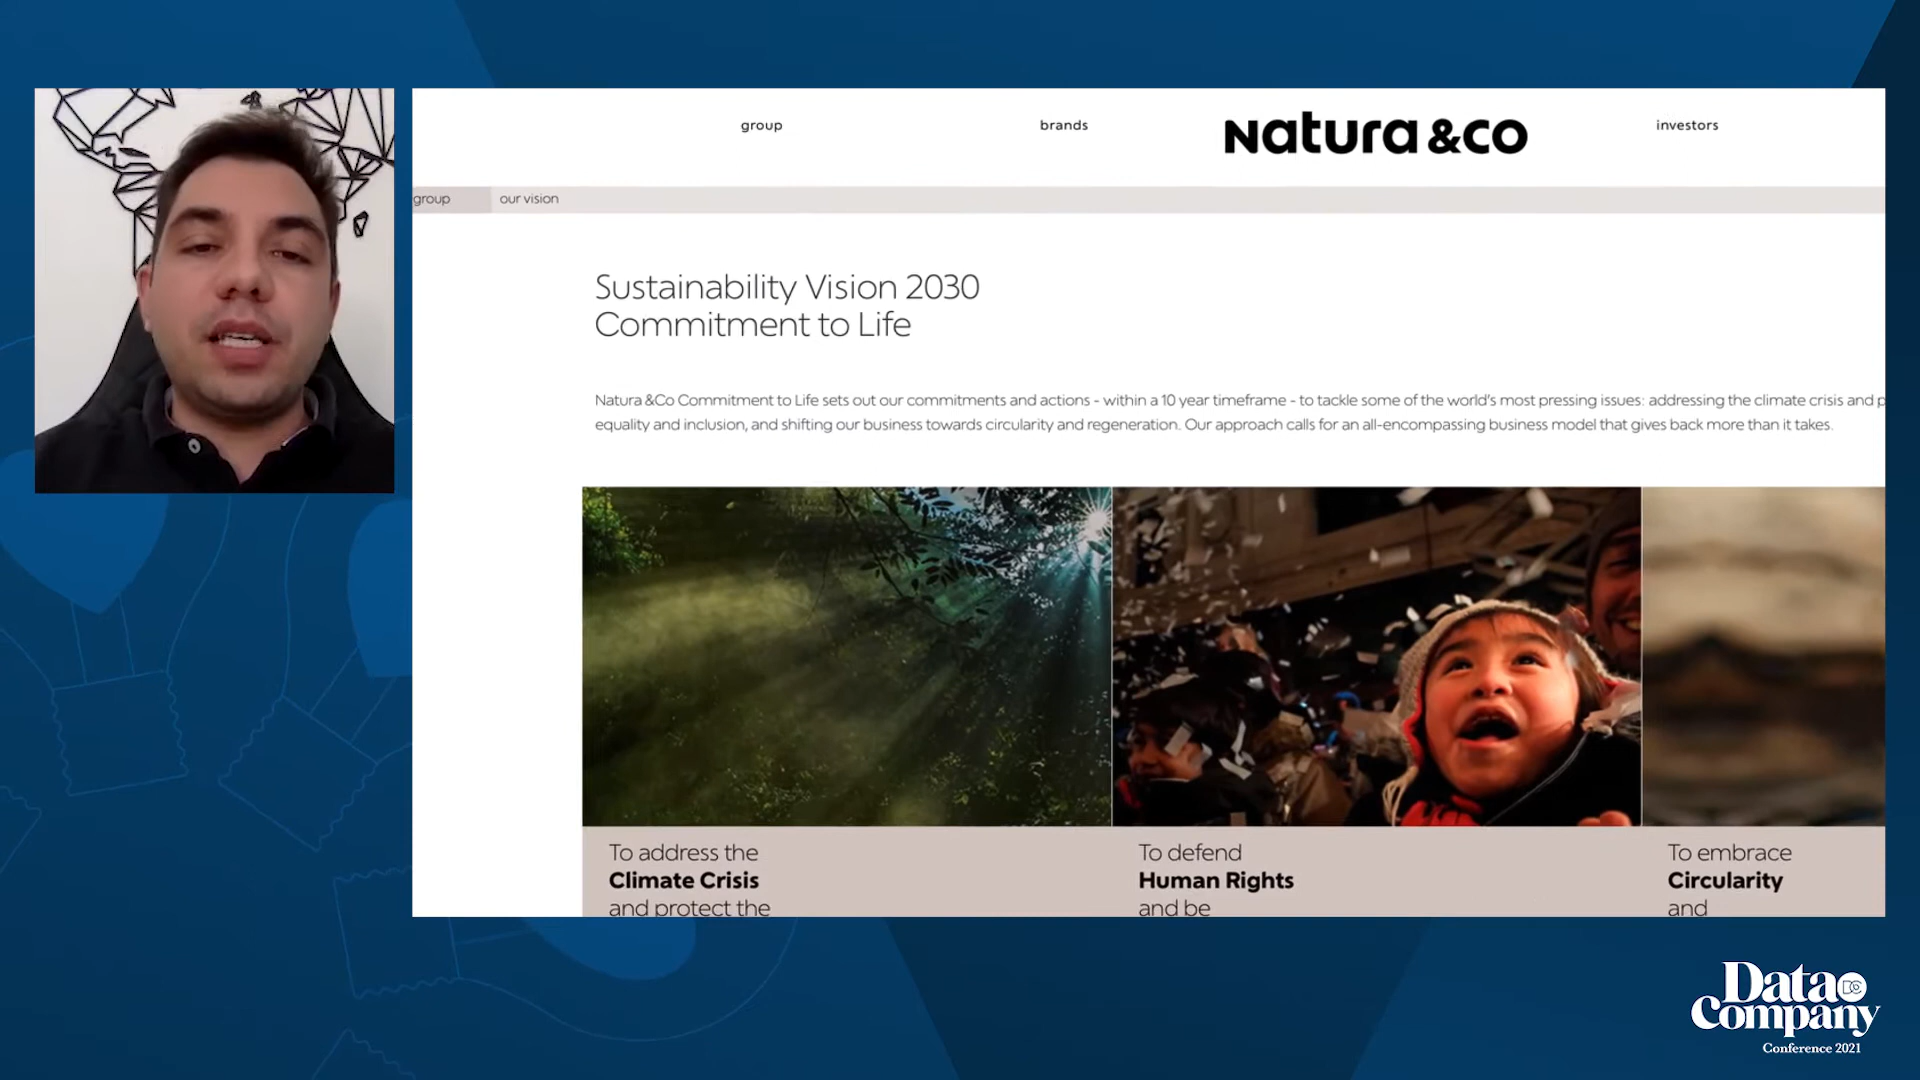 group
brands
Natura &Co
investors
group
our vision
Sustainability Vision 2030
Commitment to Life
Natura &Co Commitment to Life sets out our commitments and actions - within a 10 year timeframe - to tackle some of the world's most pressing issues: addressing the climate crisis and p
equality and inclusion, and shifting our business towards circularity and regeneration. Our approach calls for an all-encompassing business model that gives back more than it takes.
To address the
Climate Crisis
and protect the
To defend
Human Rights
and be
To embrace
Circularity
and
Data
Company
Conference 2021